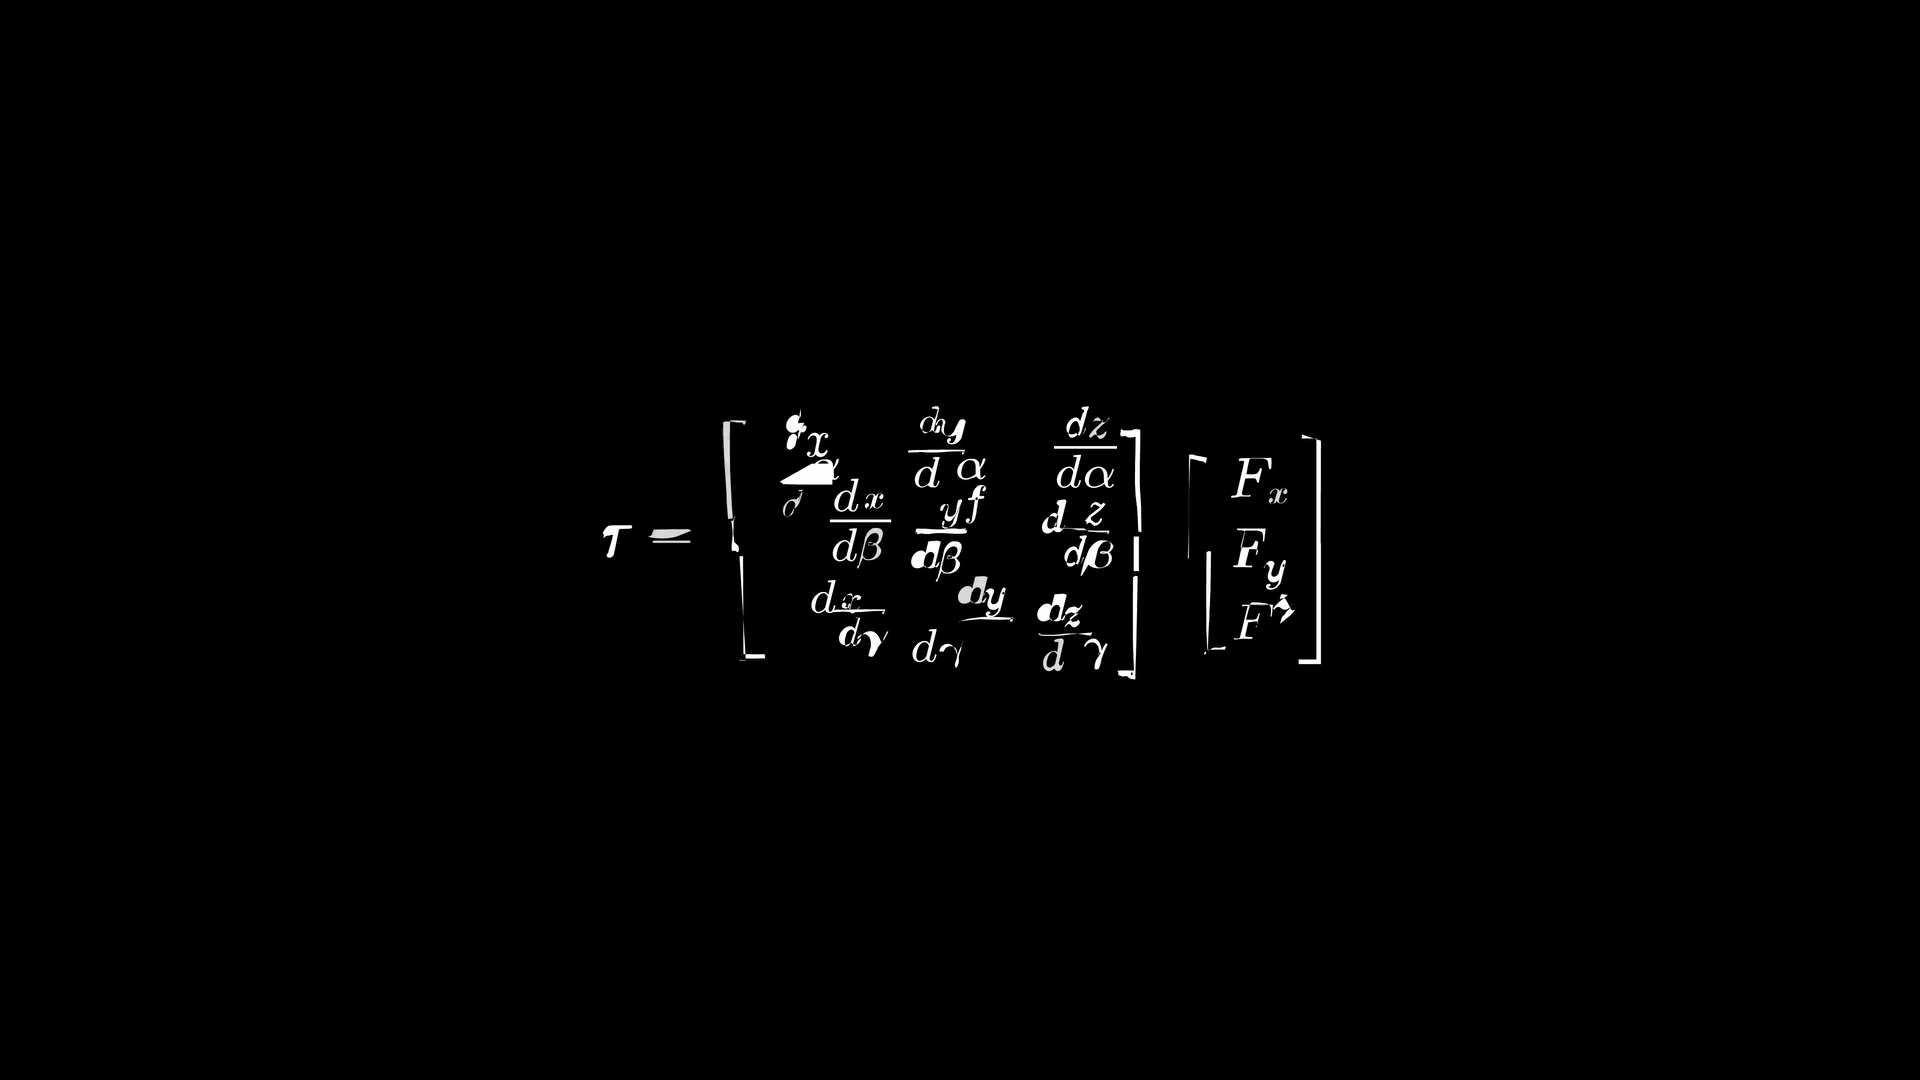 τ = [ dx/dα dy/dα dz/dα ] [ F_x ]
[ dx/dβ dy/dβ dz/dβ ] [ F_y ]
[ dx/dγ dy/dγ dz/dγ ] [ F ]